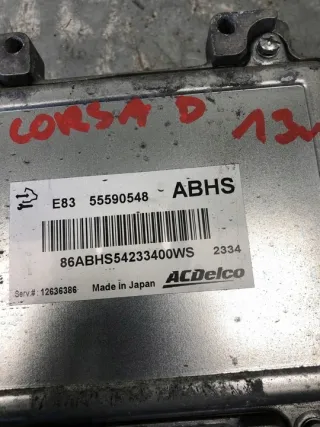 CORSA D 13
E83 55590548 ABHS
86ABHS54233400WS 2334
Serv.#: 12636386 Made in Japan ACDelco